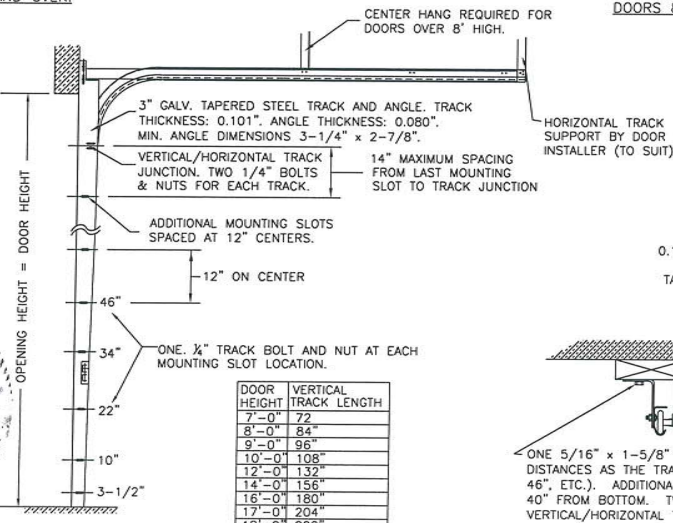 DOORS &
CENTER HANG REQUIRED FOR
DOORS OVER 8' HIGH.
3" GALV. TAPERED STEEL TRACK AND ANGLE. TRACK
THICKNESS: 0.101". ANGLE THICKNESS: 0.080".
MIN. ANGLE DIMENSIONS 3-1/4" x 2-7/8".
HORIZONTAL TRACK
SUPPORT BY DOOR
INSTALLER (TO SUIT)
VERTICAL/HORIZONTAL TRACK
JUNCTION. TWO 1/4" BOLTS
& NUTS FOR EACH TRACK.
14" MAXIMUM SPACING
FROM LAST MOUNTING
SLOT TO TRACK JUNCTION
ADDITIONAL MOUNTING SLOTS
SPACED AT 12" CENTERS.
12" ON CENTER
OPENING HEIGHT = DOOR HEIGHT
46"
34"
22"
10"
3-1/2"
ONE. ¼" TRACK BOLT AND NUT AT EACH
MOUNTING SLOT LOCATION.
DOOR HEIGHT VERTICAL TRACK LENGTH
7'-0" 72
8'-0" 84"
9'-0" 96"
10'-0" 108"
12'-0" 132"
14'-0" 156"
16'-0" 180"
17'-0" 204"
0.1
TA
ONE 5/16" x 1-5/8"
DISTANCES AS THE TRA
46", ETC.). ADDITIONA
40" FROM BOTTOM. T
VERTICAL/HORIZONTAL